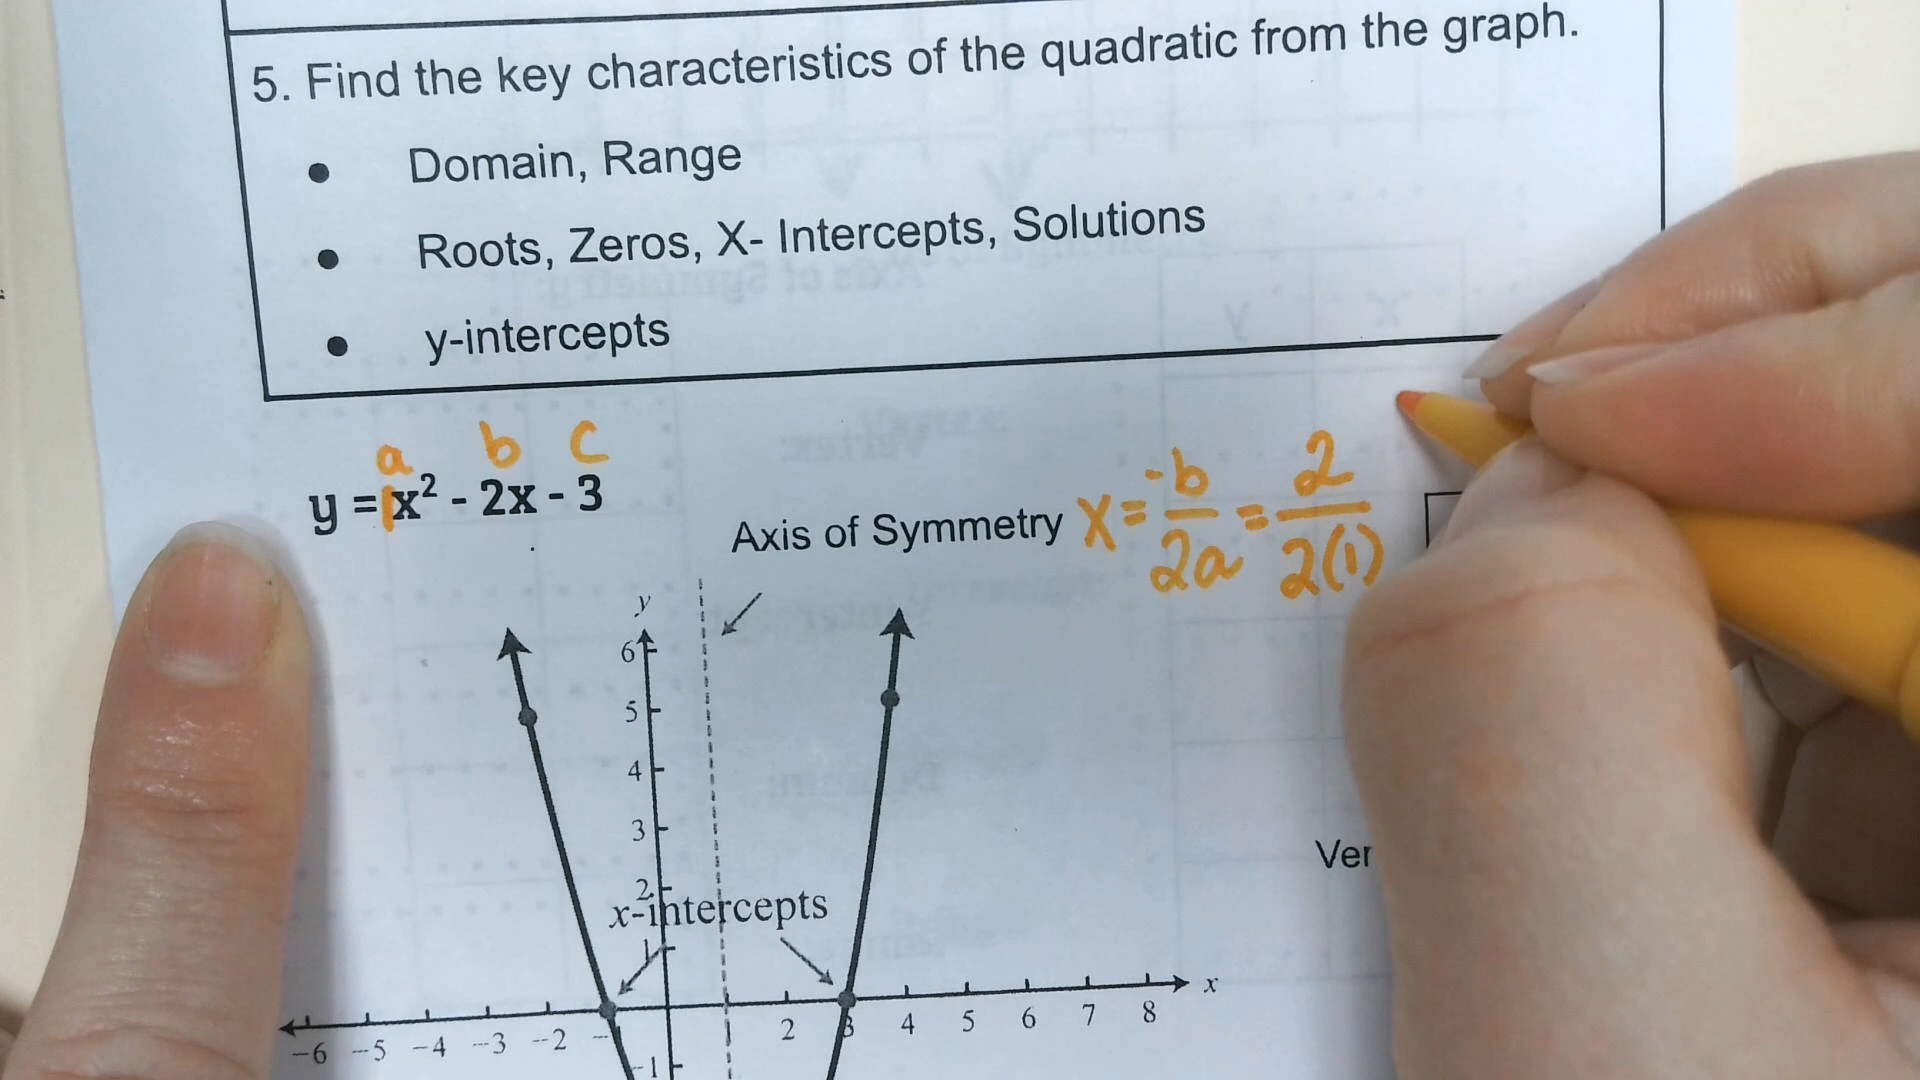 5. Find the key characteristics of the quadratic from the graph.
• Domain, Range
• Roots, Zeros, X- Intercepts, Solutions
• y-intercepts
a b c
y = 1x² - 2x - 3
Axis of Symmetry X = -b/2a = 2/2(1)
y
6
5
4
3
2
x-intercepts
1
x
-6 -5 -4 -3 -2 2 3 4 5 6 7 8
-1